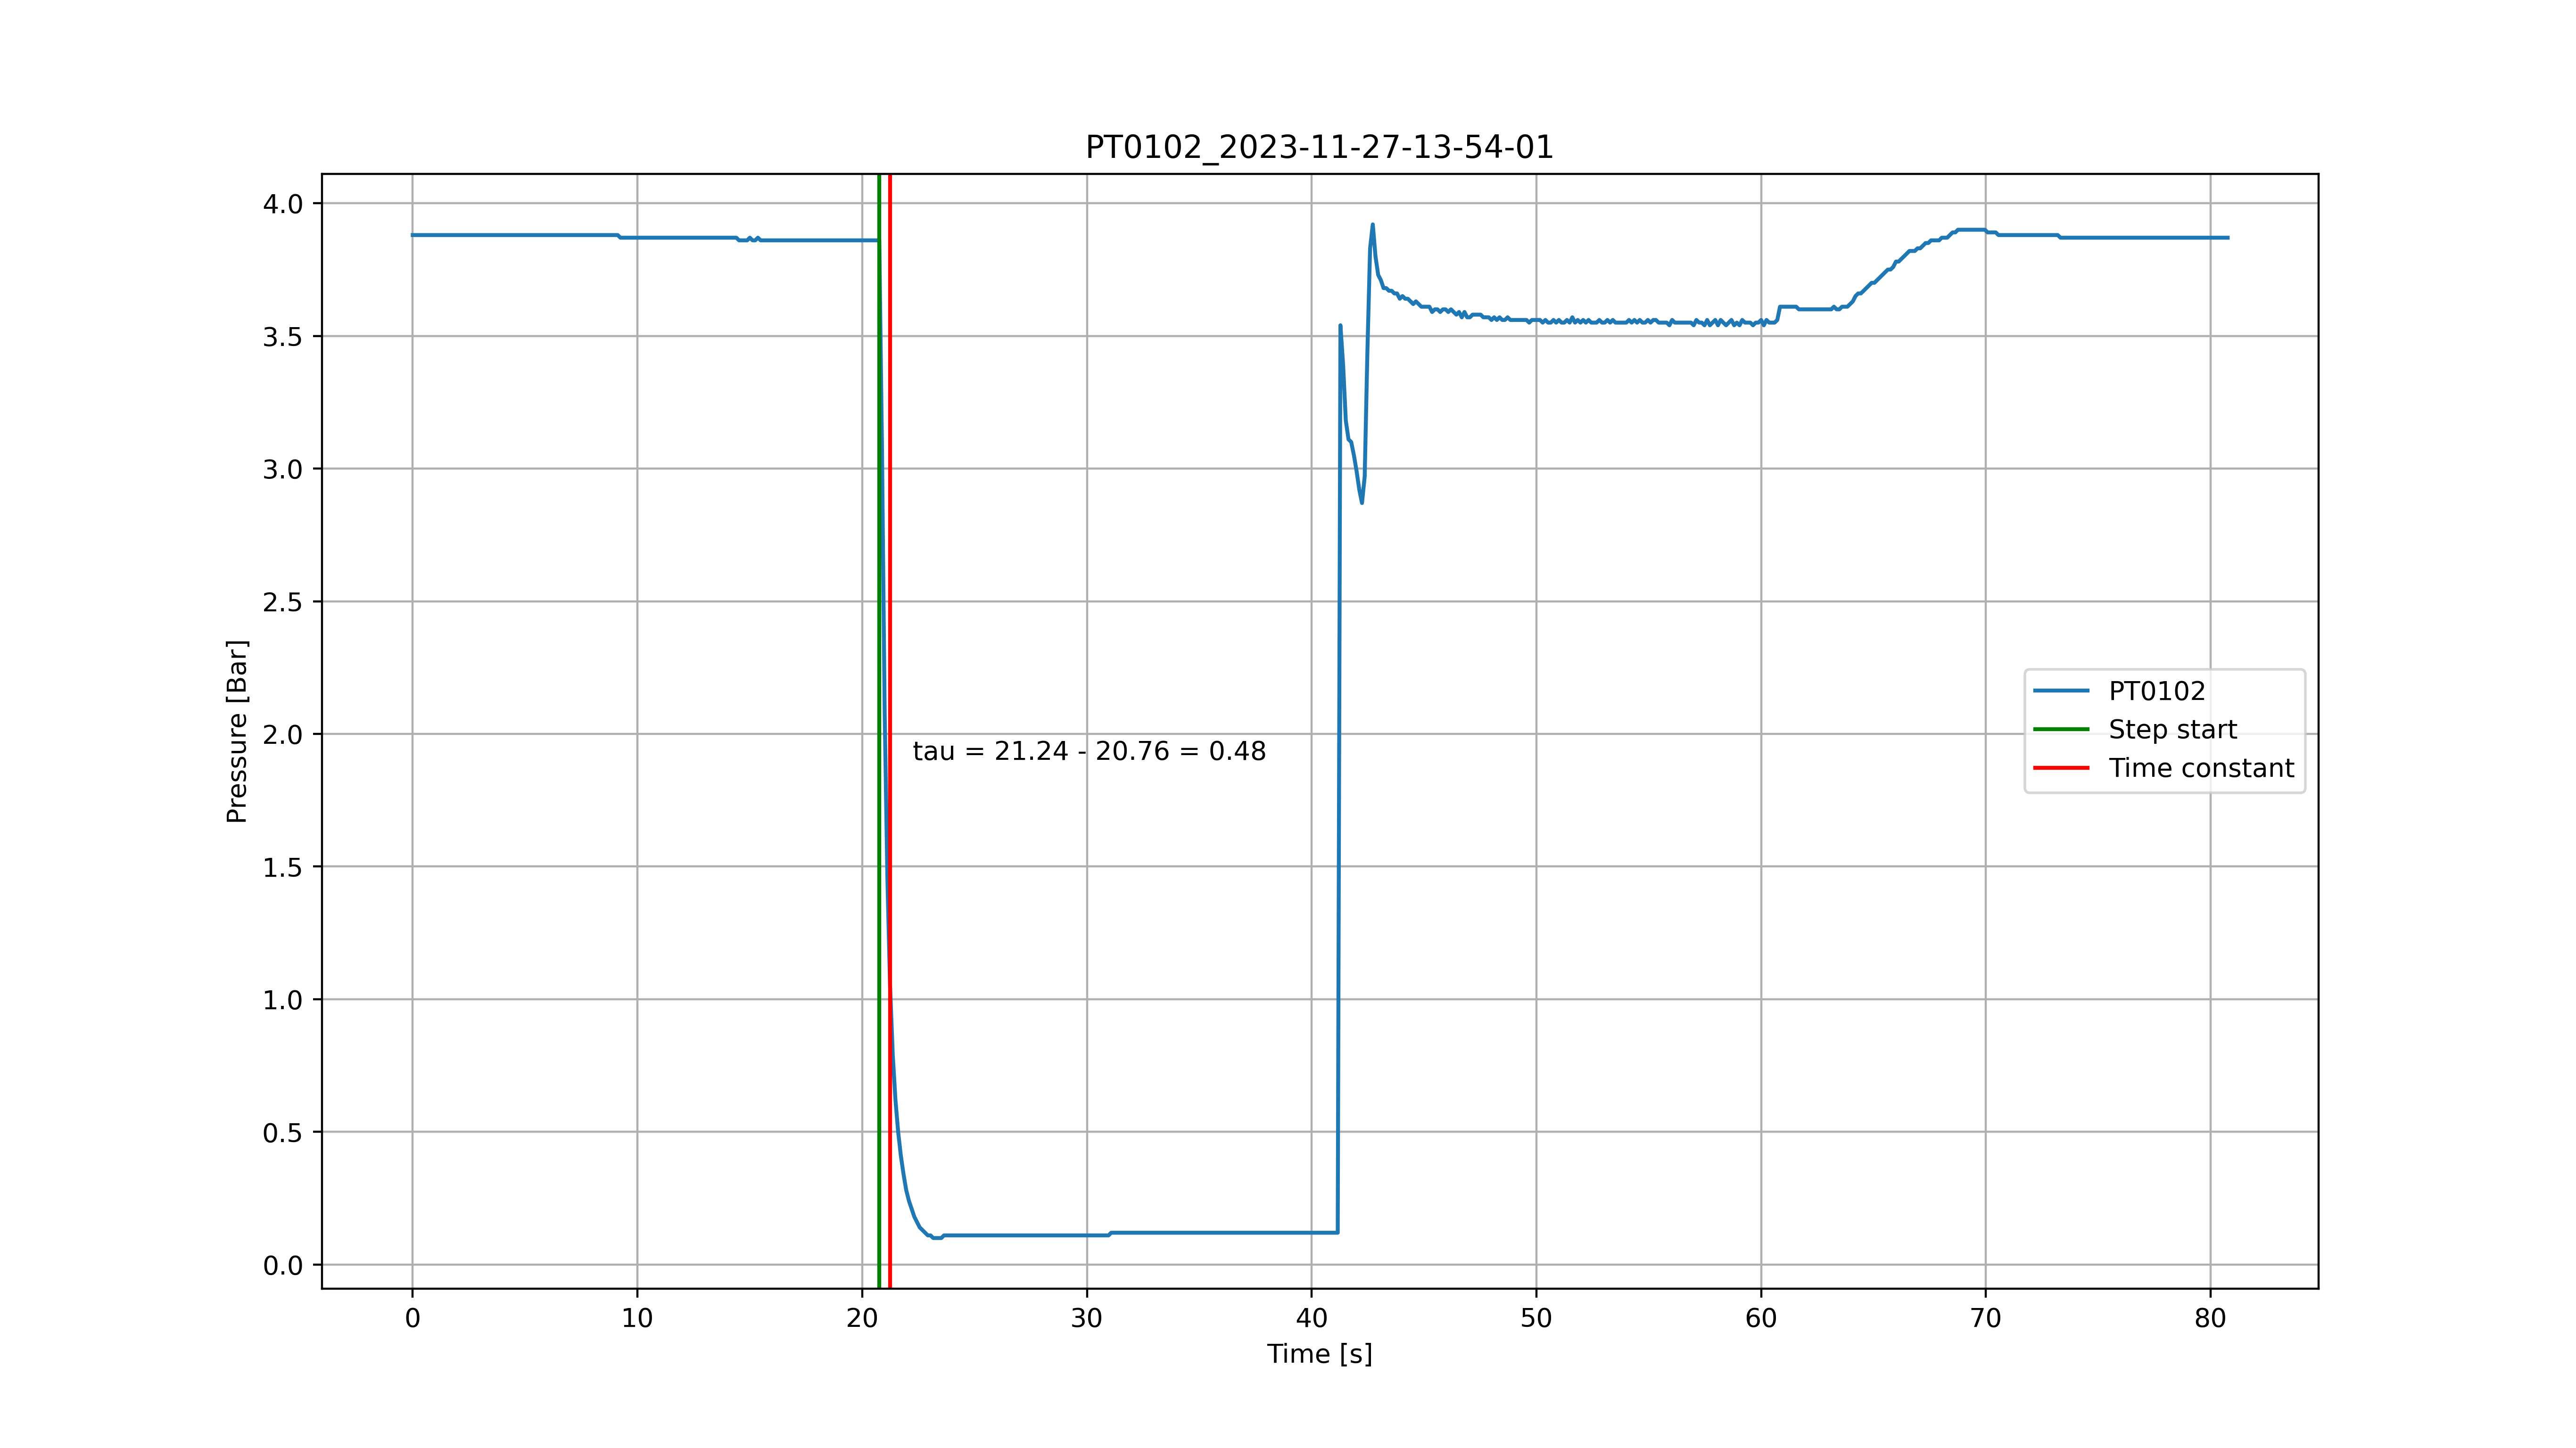 PT0102_2023-11-27-13-54-01
4.0
3.5
3.0
2.5
2.0
1.5
1.0
0.5
0.0
Pressure [Bar]
tau = 21.24 - 20.76 = 0.48
PT0102
Step start
Time constant
0 10 20 30 40 50 60 70 80
Time [s]